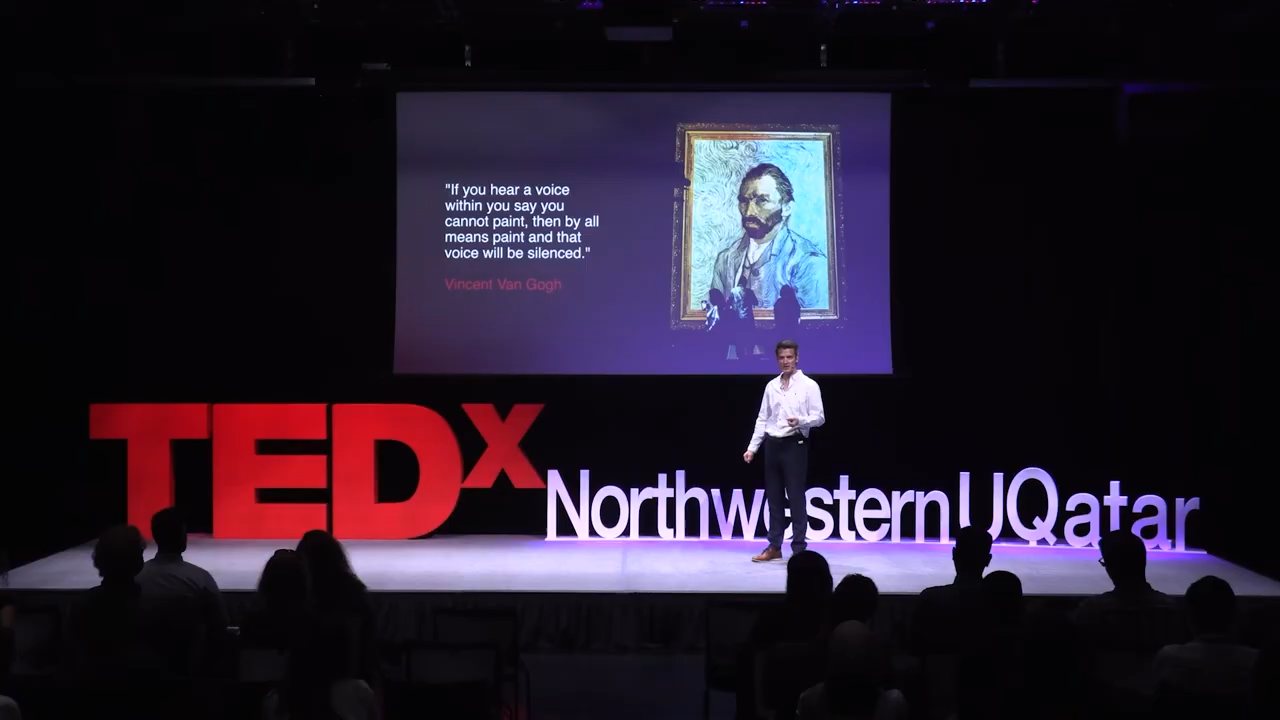 "If you hear a voice
within you say you
cannot paint, then by all
means paint and that
voice will be silenced."
Vincent Van Gogh
TEDx
NorthwesternUQatar